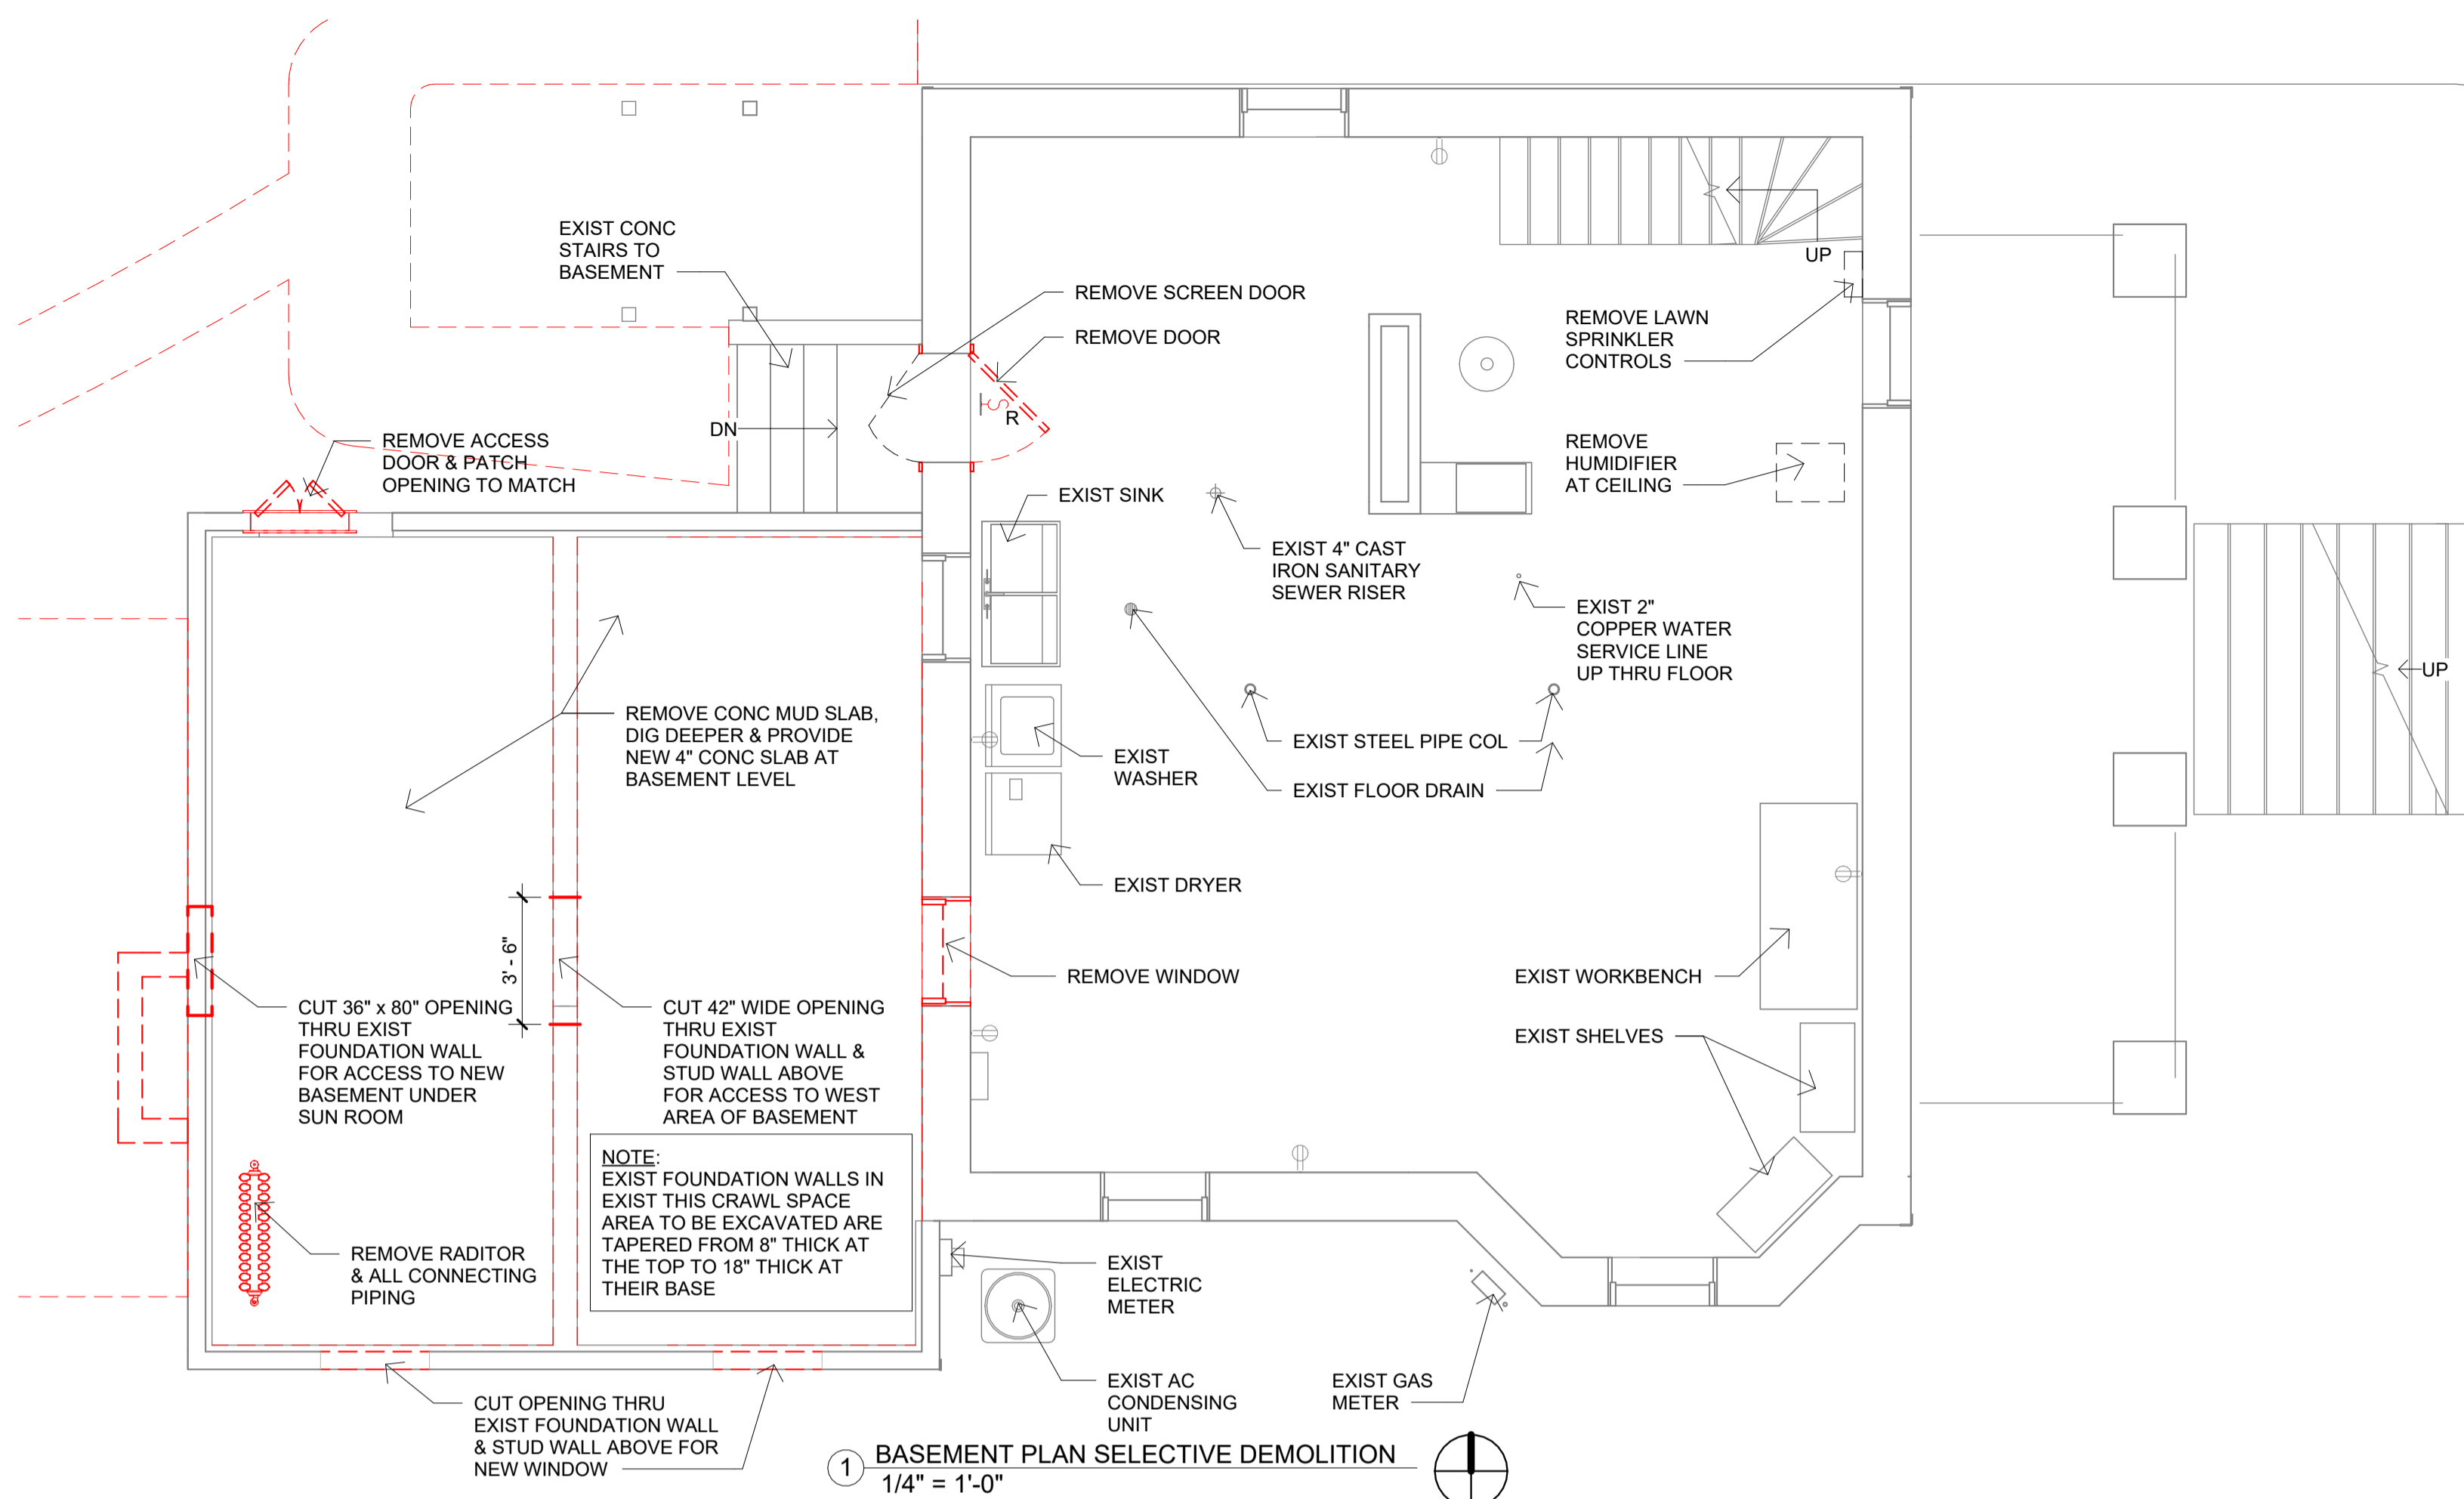 EXIST CONC
STAIRS TO
BASEMENT
REMOVE SCREEN DOOR
REMOVE DOOR
UP
REMOVE LAWN
SPRINKLER
CONTROLS
DN
R
REMOVE ACCESS
DOOR & PATCH
OPENING TO MATCH
REMOVE
HUMIDIFIER
AT CEILING
EXIST SINK
EXIST 4" CAST
IRON SANITARY
SEWER RISER
EXIST 2"
COPPER WATER
SERVICE LINE
UP THRU FLOOR
UP
REMOVE CONC MUD SLAB,
DIG DEEPER & PROVIDE
NEW 4" CONC SLAB AT
BASEMENT LEVEL
EXIST STEEL PIPE COL
EXIST
WASHER
EXIST FLOOR DRAIN
EXIST DRYER
3' - 6"
REMOVE WINDOW
EXIST WORKBENCH
CUT 36" x 80" OPENING
THRU EXIST
FOUNDATION WALL
FOR ACCESS TO NEW
BASEMENT UNDER
SUN ROOM
CUT 42" WIDE OPENING
THRU EXIST
FOUNDATION WALL &
STUD WALL ABOVE
FOR ACCESS TO WEST
AREA OF BASEMENT
EXIST SHELVES
NOTE:
EXIST FOUNDATION WALLS IN
EXIST THIS CRAWL SPACE
AREA TO BE EXCAVATED ARE
TAPERED FROM 8" THICK AT
THE TOP TO 18" THICK AT
THEIR BASE
REMOVE RADITOR
& ALL CONNECTING
PIPING
EXIST
ELECTRIC
METER
EXIST AC
CONDENSING
UNIT
EXIST GAS
METER
CUT OPENING THRU
EXIST FOUNDATION WALL
& STUD WALL ABOVE FOR
NEW WINDOW
1 BASEMENT PLAN SELECTIVE DEMOLITION
1/4" = 1'-0"